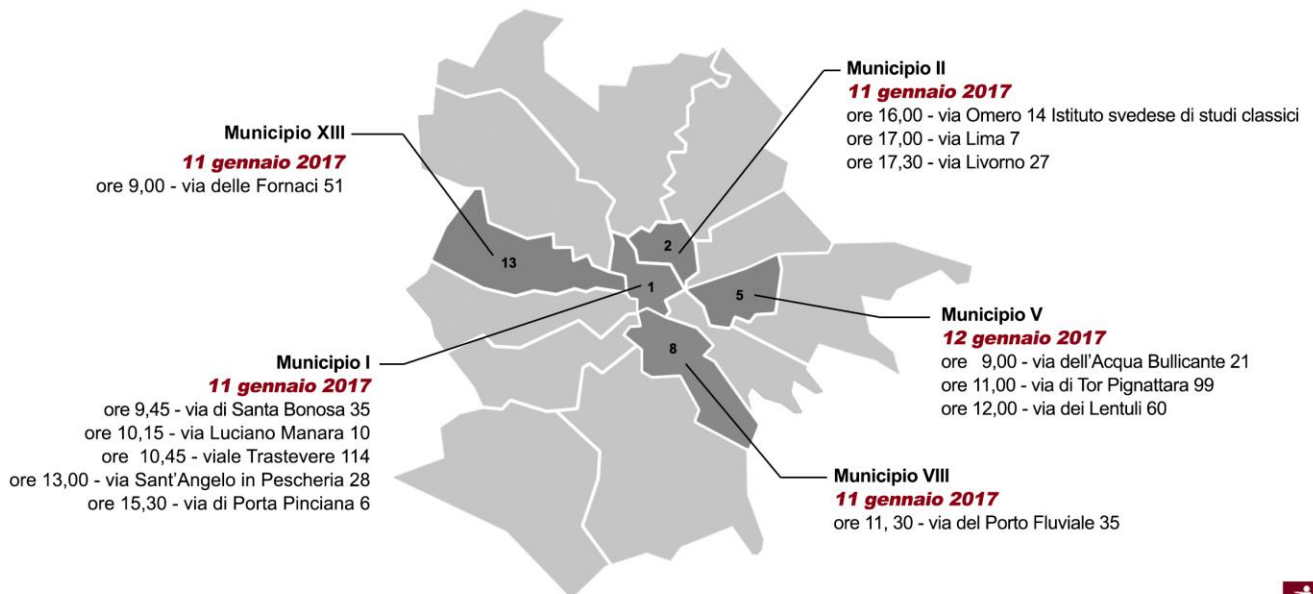 Municipio II
11 gennaio 2017
ore 16,00 - via Omero 14 Istituto svedese di studi classici
ore 17,00 - via Lima 7
ore 17,30 - via Livorno 27
Municipio XIII
11 gennaio 2017
ore 9,00 - via delle Fornaci 51
2
13
1
5
8
Municipio V
12 gennaio 2017
ore 9,00 - via dell'Acqua Bullicante 21
ore 11,00 - via di Tor Pignattara 99
ore 12,00 - via dei Lentuli 60
Municipio I
11 gennaio 2017
ore 9,45 - via di Santa Bonosa 35
ore 10,15 - via Luciano Manara 10
ore 10,45 - viale Trastevere 114
ore 13,00 - via Sant'Angelo in Pescheria 28
ore 15,30 - via di Porta Pinciana 6
Municipio VIII
11 gennaio 2017
ore 11, 30 - via del Porto Fluviale 35